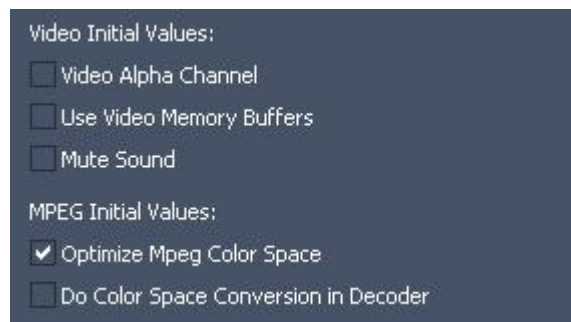 Video Initial Values:
Video Alpha Channel
Use Video Memory Buffers
Mute Sound
MPEG Initial Values:
Optimize Mpeg Color Space
Do Color Space Conversion in Decoder